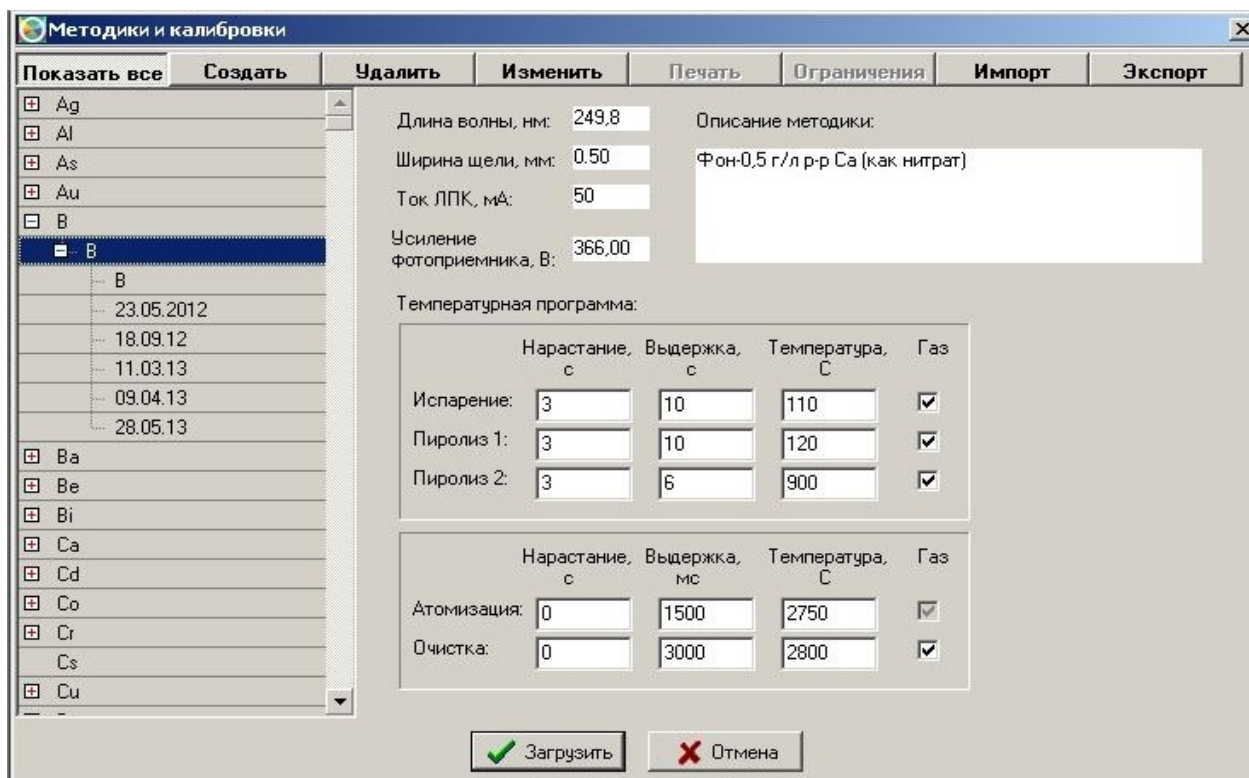 Методики и калибровки
Показать все Создать Удалить Изменить Печать Ограничения Импорт Экспорт
Ag
Al
As
Au
B
B
B
23.05.2012
18.09.12
11.03.13
09.04.13
28.05.13
Ba
Be
Bi
Ca
Cd
Co
Cr
Cs
Cu
Длина волны, нм: 249,8
Ширина щели, мм: 0.50
Ток ЛПК, мА: 50
Усиление
фотоприемника, В: 366,00
Описание методики:
Фон-0,5 г/л р-р Ca (как нитрат)
Температурная программа:
Нарастание, Выдержка, Температура, Газ
с с С
Испарение: 3 10 110
Пиролиз 1: 3 10 120
Пиролиз 2: 3 6 900
Нарастание, Выдержка, Температура, Газ
с мс С
Атомизация: 0 1500 2750
Очистка: 0 3000 2800
Загрузить Отмена